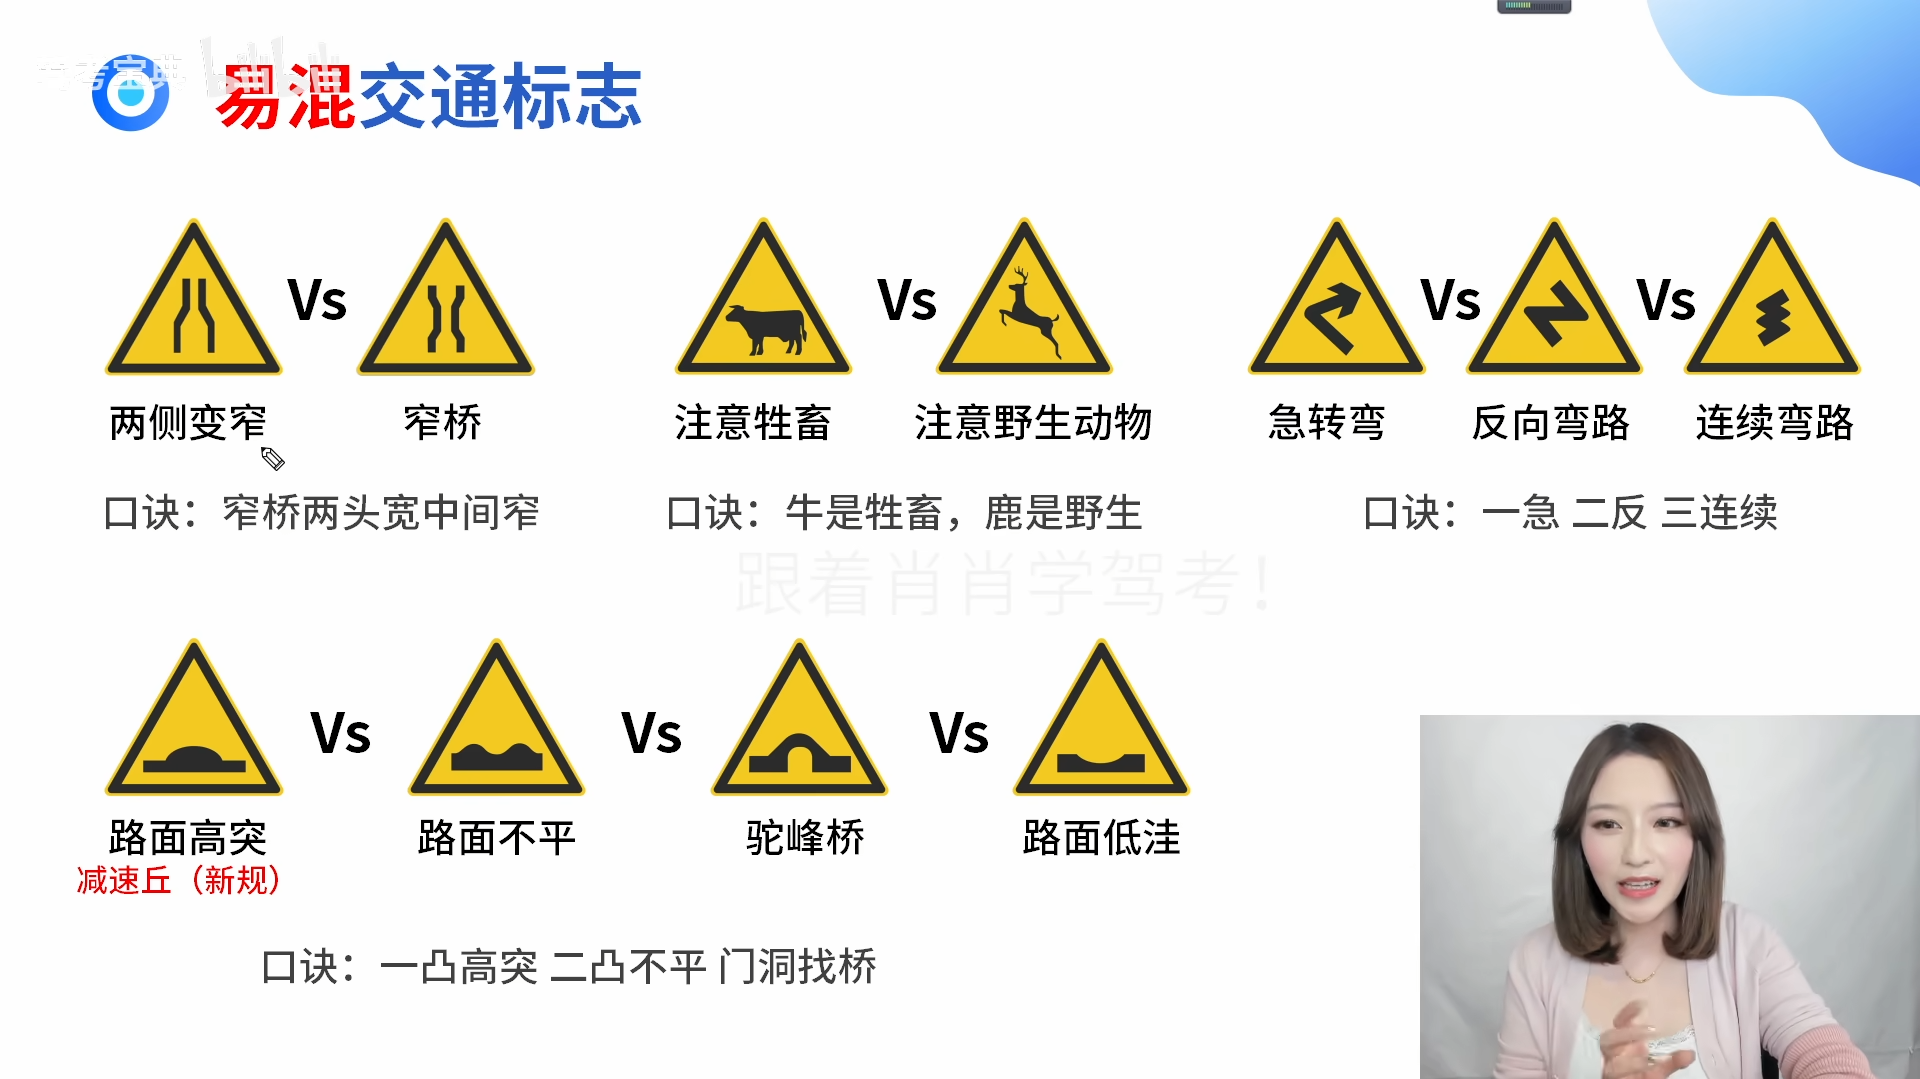 易混交通标志
Vs
Vs
Vs
Vs
两侧变窄
窄桥
注意牲畜
注意野生动物
急转弯
反向弯路
连续弯路
口诀：窄桥两头宽中间窄
口诀：牛是牲畜，鹿是野生
口诀：一急 二反 三连续
跟着肖肖学驾考！
Vs
Vs
Vs
路面高突
路面不平
驼峰桥
路面低洼
减速丘（新规）
口诀：一凸高突 二凸不平 门洞找桥